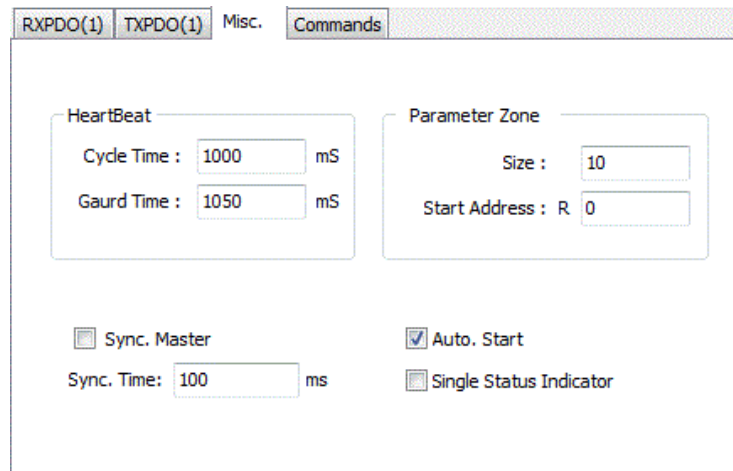 RXPDO(1) TXPDO(1) Misc. Commands
HeartBeat
Cycle Time : 1000 mS
Gaurd Time : 1050 mS
Parameter Zone
Size : 10
Start Address : R 0
Sync. Master
Sync. Time: 100 ms
Auto. Start
Single Status Indicator